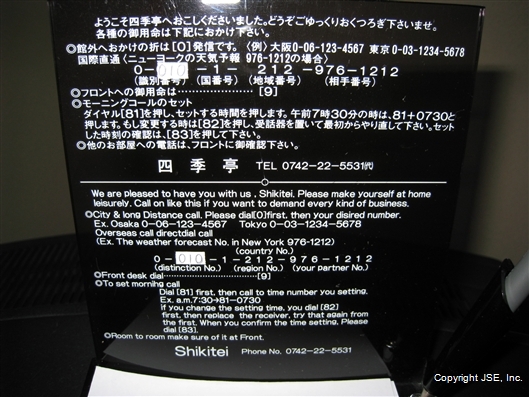 ようこそ四季亭へおこしくださいました。どうぞごゆっくりおくつろぎ下さいませ。
各種の御用命は下記におかけ下さい。
◎館外へおかけの折は[0]発信です。〈例〉大阪0-06-123-4567 東京0-03-1234-5678
国際直通〈ニューヨークの天気予報 976-1212の場合〉
0-010-1-212-976-1212
(識別番号) (国番号) (地域番号) (相手番号)
◎フロントへの御用命は………………[9]
◎モーニングコールのセット
ダイヤル[81]を押し、セットする時間を押します。午前7時30分の時は、81+0730と
押します。もし変更する時は[82]を押し、受話器を置いて最初からやり直して下さい。セッ
トした時刻の確認は、[83]を押して下さい。
◎他のお部屋への電話は、フロントに御確認下さい。
四季亭 TEL 0742-22-5531㈹
We are pleased to have you with us , Shikitei. Please make yourself at home
leisurely. Call on like this if you want to demand every kind of business.
◎City & long Distance call. Please dial[0]first, then your disired number.
Ex. Osaka 0-06-123-4567 Tokyo 0-03-1234-5678
Overseas call directdial call
(Ex. The weather forecast No. in New York 976-1212)
(country No.)
0-010-1-212-976-1212
(distinction No.) (region No.) (your partner No.)
◎Front desk dial………………………[9]
◎To set morning call
Dial [81] first, then call to time number you setting.
Ex. a.m.7:30→81-0730
if you change the setting time, you dial [82]
first, then replace the receiver, try that again from
the first. When you confirm the time setting. Please
dial [83].
◎Room to room make sure of it at Front.
Shikitei Phone No. 0742-22-5531
Copyright JSE, Inc.